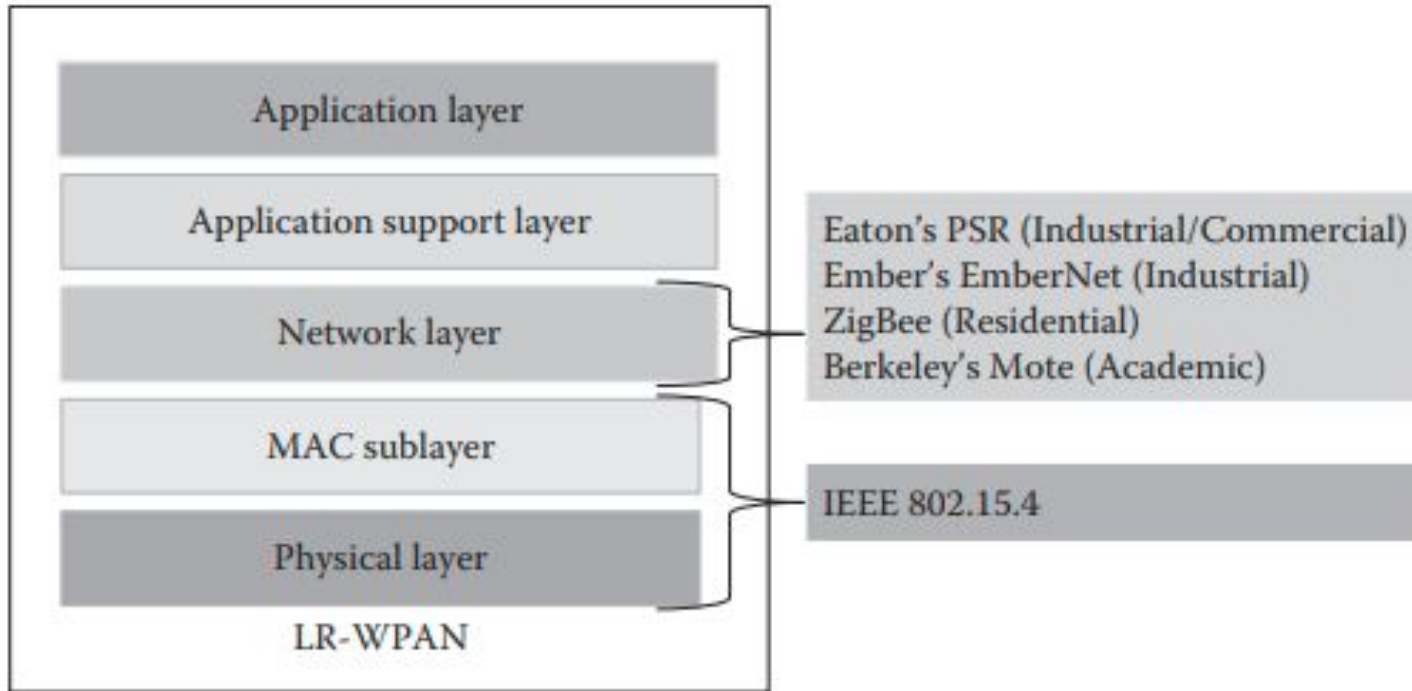 Application layer
Application support layer
Network layer
MAC sublayer
Physical layer
LR-WPAN
Eaton's PSR (Industrial/Commercial)
Ember's EmberNet (Industrial)
ZigBee (Residential)
Berkeley's Mote (Academic)
IEEE 802.15.4